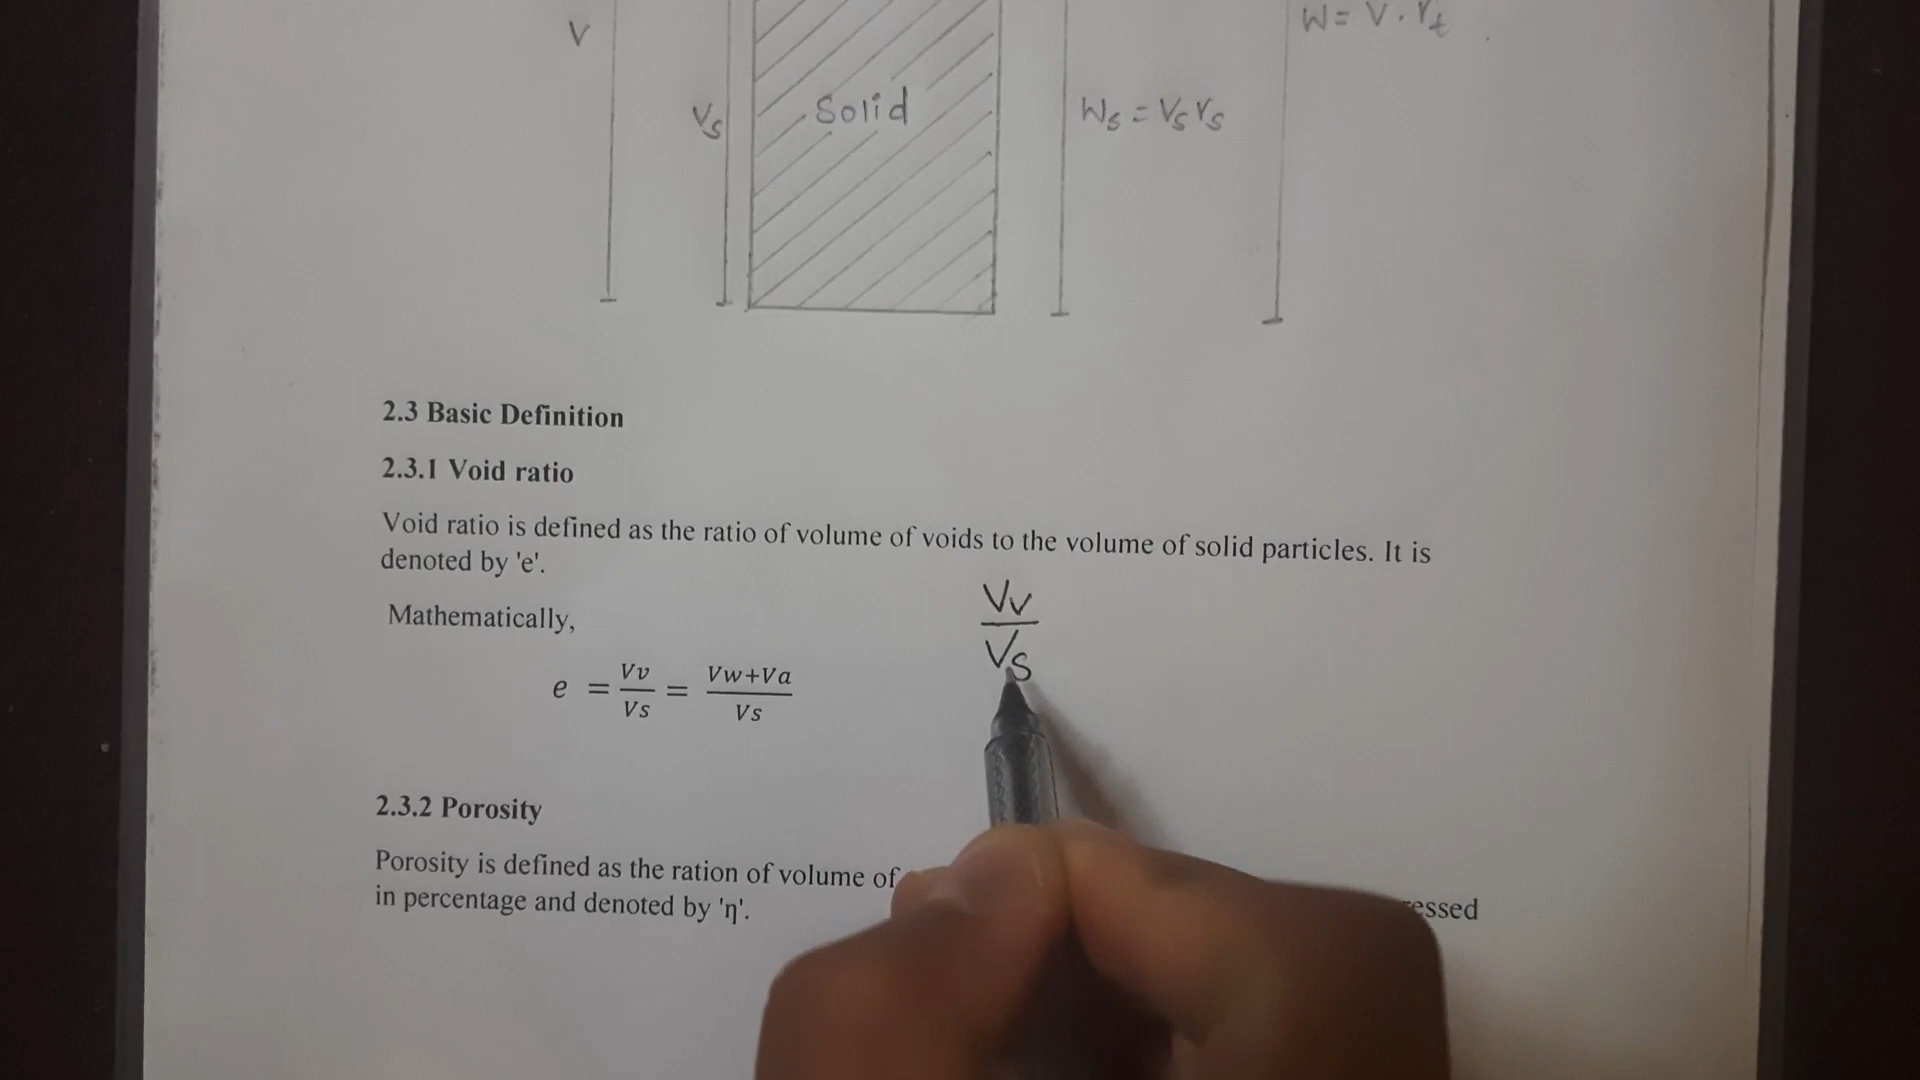 V
W = V . γt
Vs
Solid
Ws = Vs γs
2.3 Basic Definition
2.3.1 Void ratio
Void ratio is defined as the ratio of volume of voids to the volume of solid particles. It is
denoted by 'e'.
Mathematically,
Vv
Vs
e = Vv/Vs = Vw+Va/Vs
2.3.2 Porosity
Porosity is defined as the ration of volume of
in percentage and denoted by 'η'.